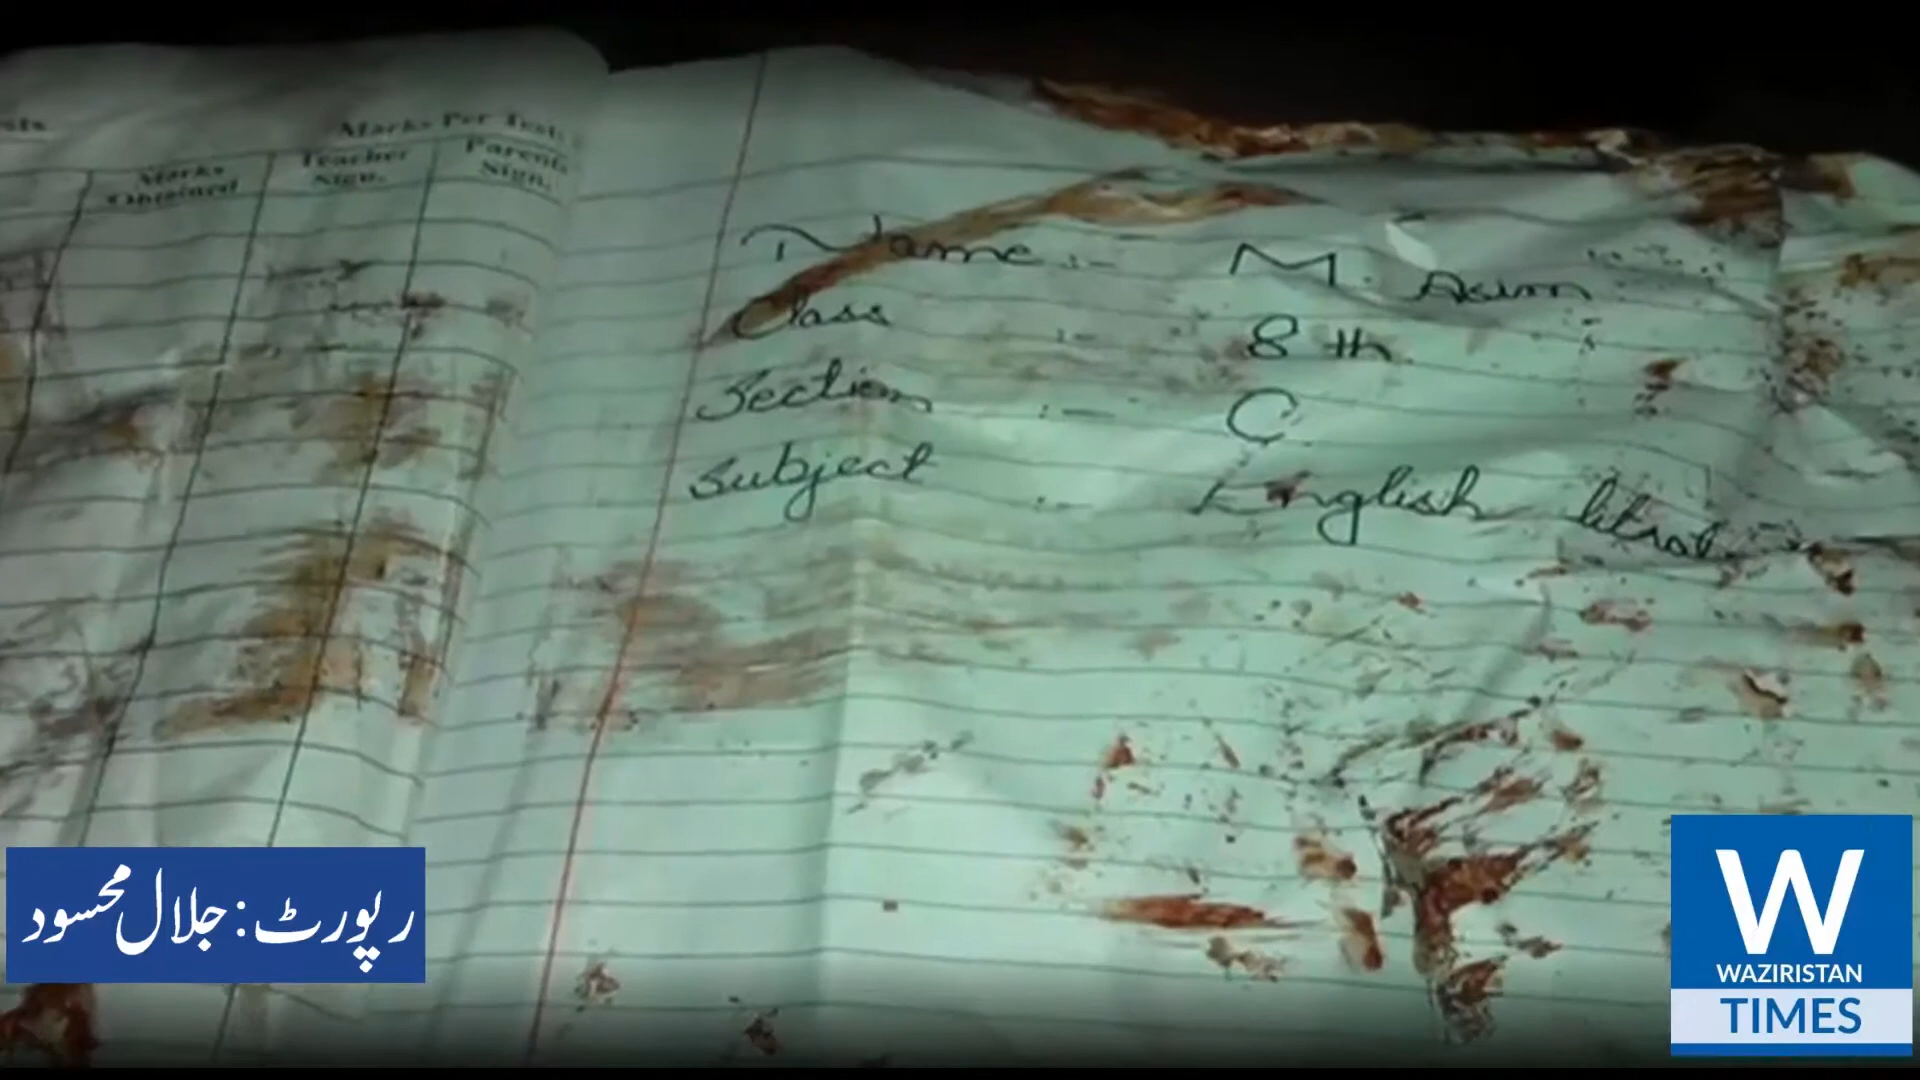 Marks Per Test
Marks Obtained
Teacher Sign.
Parents Sign.
Name :- M. Asim
Class :- 8th
Section :- C
Subject :- English litrat
رپورٹ: جلال محسود
W
WAZIRISTAN
TIMES